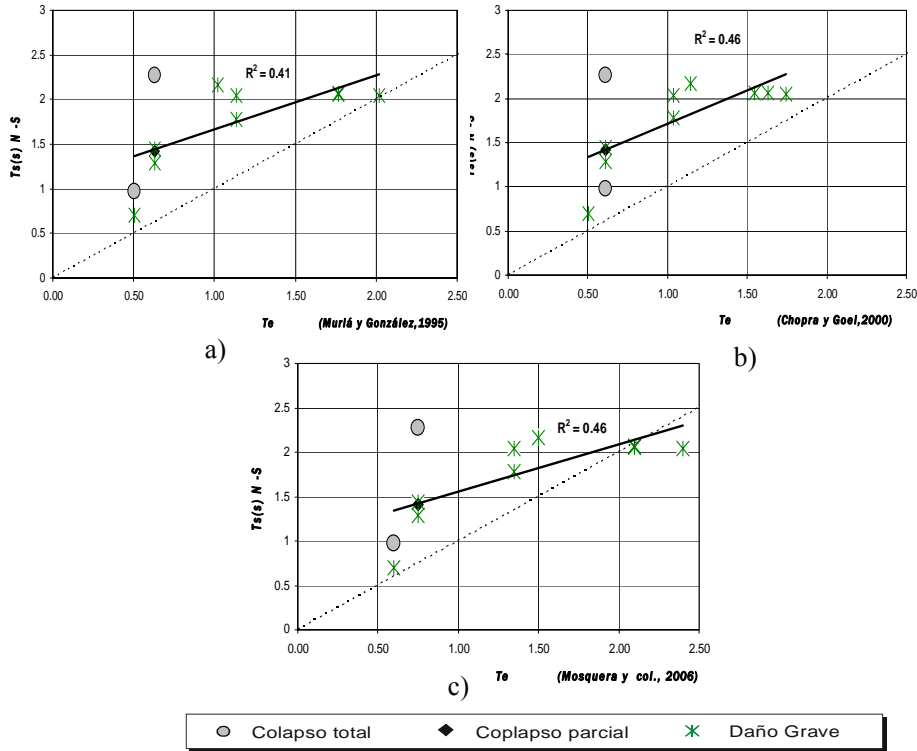 3
2.5
2
1.5
1
0.5
0
0.00 0.50 1.00 1.50 2.00 2.50
Ts(s) N -S
R² = 0.41
Te (Muriá y González,1995)
a)
3
2.5
2
1.5
1
0.5
0
0.00 0.50 1.00 1.50 2.00 2.50
Ts(s) N -S
R² = 0.46
Te (Chopra y Goel,2000)
b)
3
2.5
2
1.5
1
0.5
0
0.00 0.50 1.00 1.50 2.00 2.50
Ts(s) N -S
R² = 0.46
Te (Mosquera y col., 2006)
c)
Colapso total Coplapso parcial Daño Grave